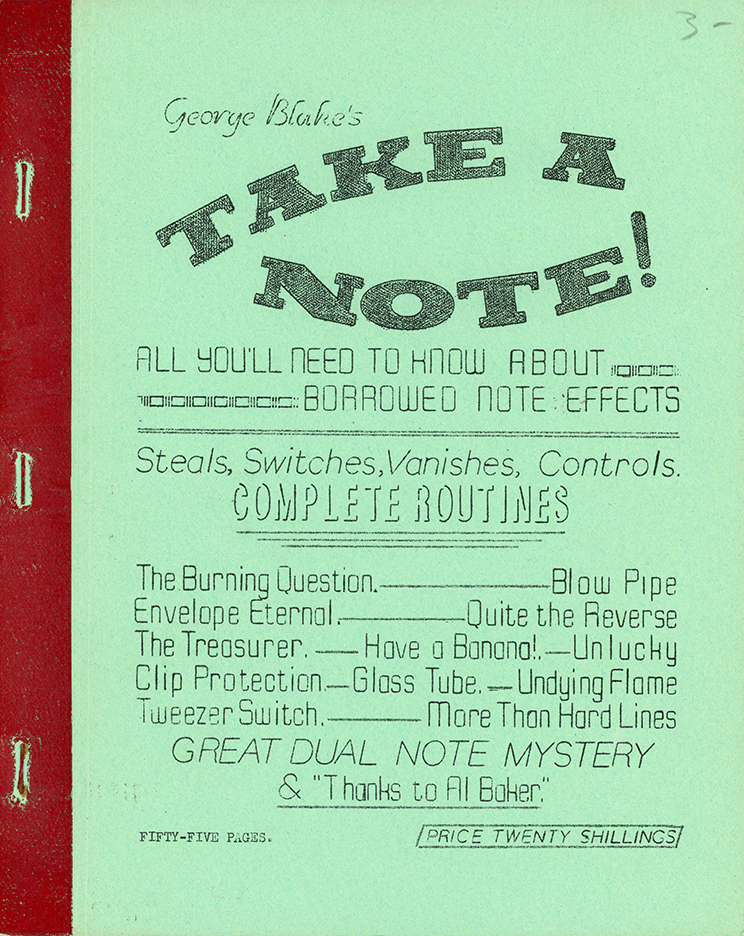 3-
George Blake's
TAKE A
NOTE!
ALL YOU'LL NEED TO KNOW ABOUT
BORROWED NOTE EFFECTS
Steals, Switches, Vanishes, Controls.
COMPLETE ROUTINES
The Burning Question. Blow Pipe
Envelope Eternal. Quite the Reverse
The Treasurer. Have a Banana!. Unlucky
Clip Protection. Glass Tube. Undying Flame
Tweezer Switch. More Than Hard Lines
GREAT DUAL NOTE MYSTERY
& "Thanks to Al Baker."
FIFTY-FIVE PAGES. PRICE TWENTY SHILLINGS